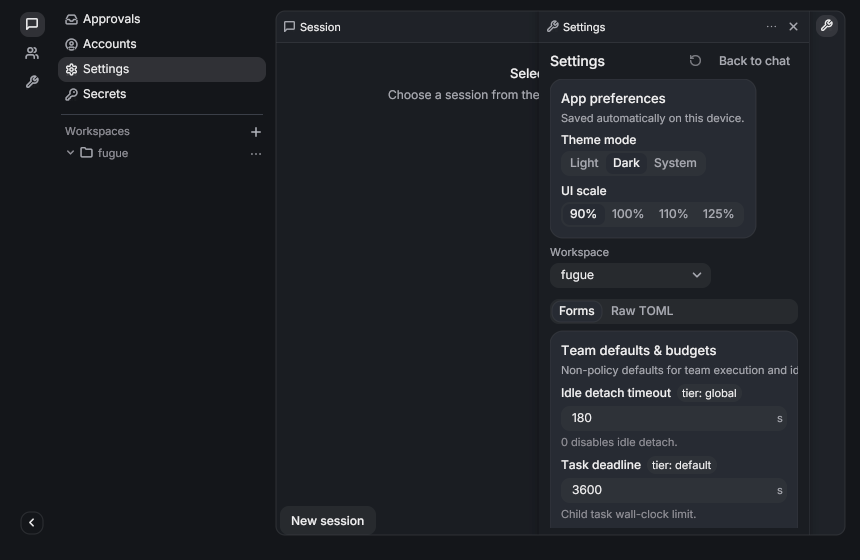 Approvals
Accounts
Settings
Secrets
Workspaces
fugue
Session
Choose a session from the
New session
Settings
Settings
Back to chat
App preferences
Saved automatically on this device.
Theme mode
Light Dark System
UI scale
90% 100% 110% 125%
Workspace
fugue
Forms Raw TOML
Team defaults & budgets
Non-policy defaults for team execution and
Idle detach timeout tier: global
180 s
0 disables idle detach.
Task deadline tier: default
3600 s
Child task wall-clock limit.